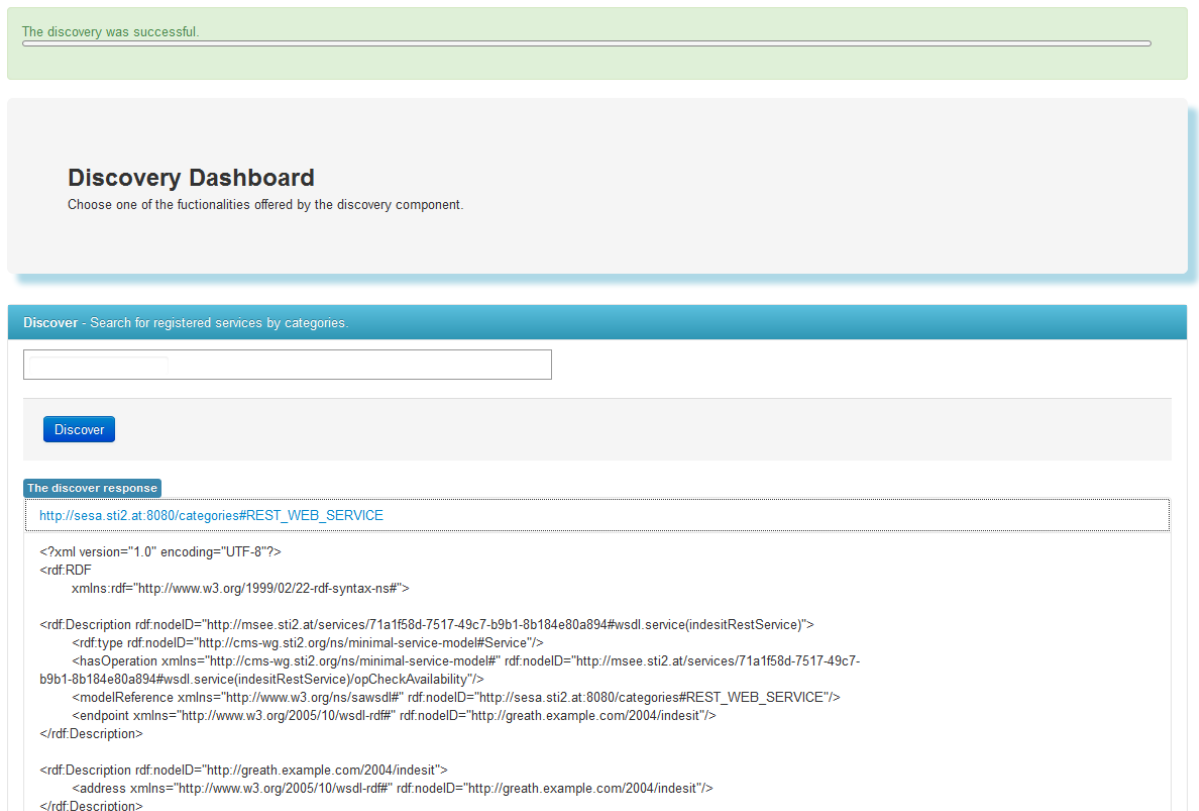 The discovery was successful.
Discovery Dashboard
Choose one of the fuctionalities offered by the discovery component.
Discover - Search for registered services by categories.
Discover
The discover response
http://sesa.sti2.at:8080/categories#REST_WEB_SERVICE
<?xml version="1.0" encoding="UTF-8"?>
<rdf:RDF
xmlns:rdf="http://www.w3.org/1999/02/22-rdf-syntax-ns#">
<rdf:Description rdf:nodeID="http://msee.sti2.at/services/71a1f58d-7517-49c7-b9b1-8b184e80a894#wsdl.service(indesitRestService)">
<rdf:type rdf:nodeID="http://cms-wg.sti2.org/ns/minimal-service-model#Service"/>
<hasOperation xmlns="http://cms-wg.sti2.org/ns/minimal-service-model#" rdf:nodeID="http://msee.sti2.at/services/71a1f58d-7517-49c7-
b9b1-8b184e80a894#wsdl.service(indesitRestService)/opCheckAvailability"/>
<modelReference xmlns="http://www.w3.org/ns/sawsdl#" rdf:nodeID="http://sesa.sti2.at:8080/categories#REST_WEB_SERVICE"/>
<endpoint xmlns="http://www.w3.org/2005/10/wsdl-rdf#" rdf:nodeID="http://greath.example.com/2004/indesit"/>
</rdf:Description>
<rdf:Description rdf:nodeID="http://greath.example.com/2004/indesit">
<address xmlns="http://www.w3.org/2005/10/wsdl-rdf#" rdf:nodeID="http://greath.example.com/2004/indesit"/>
</rdf:Description>